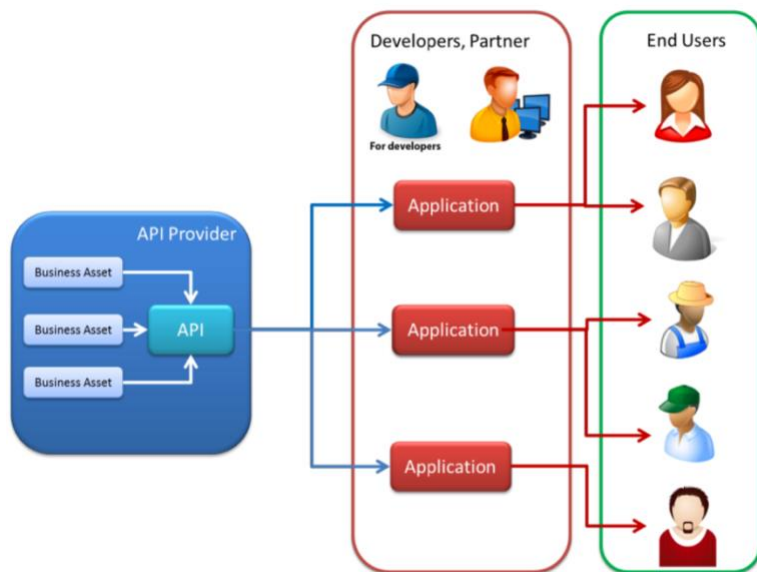 Developers, Partner
End Users
For developers
Application
API Provider
Business Asset
Business Asset
API
Application
Business Asset
Application